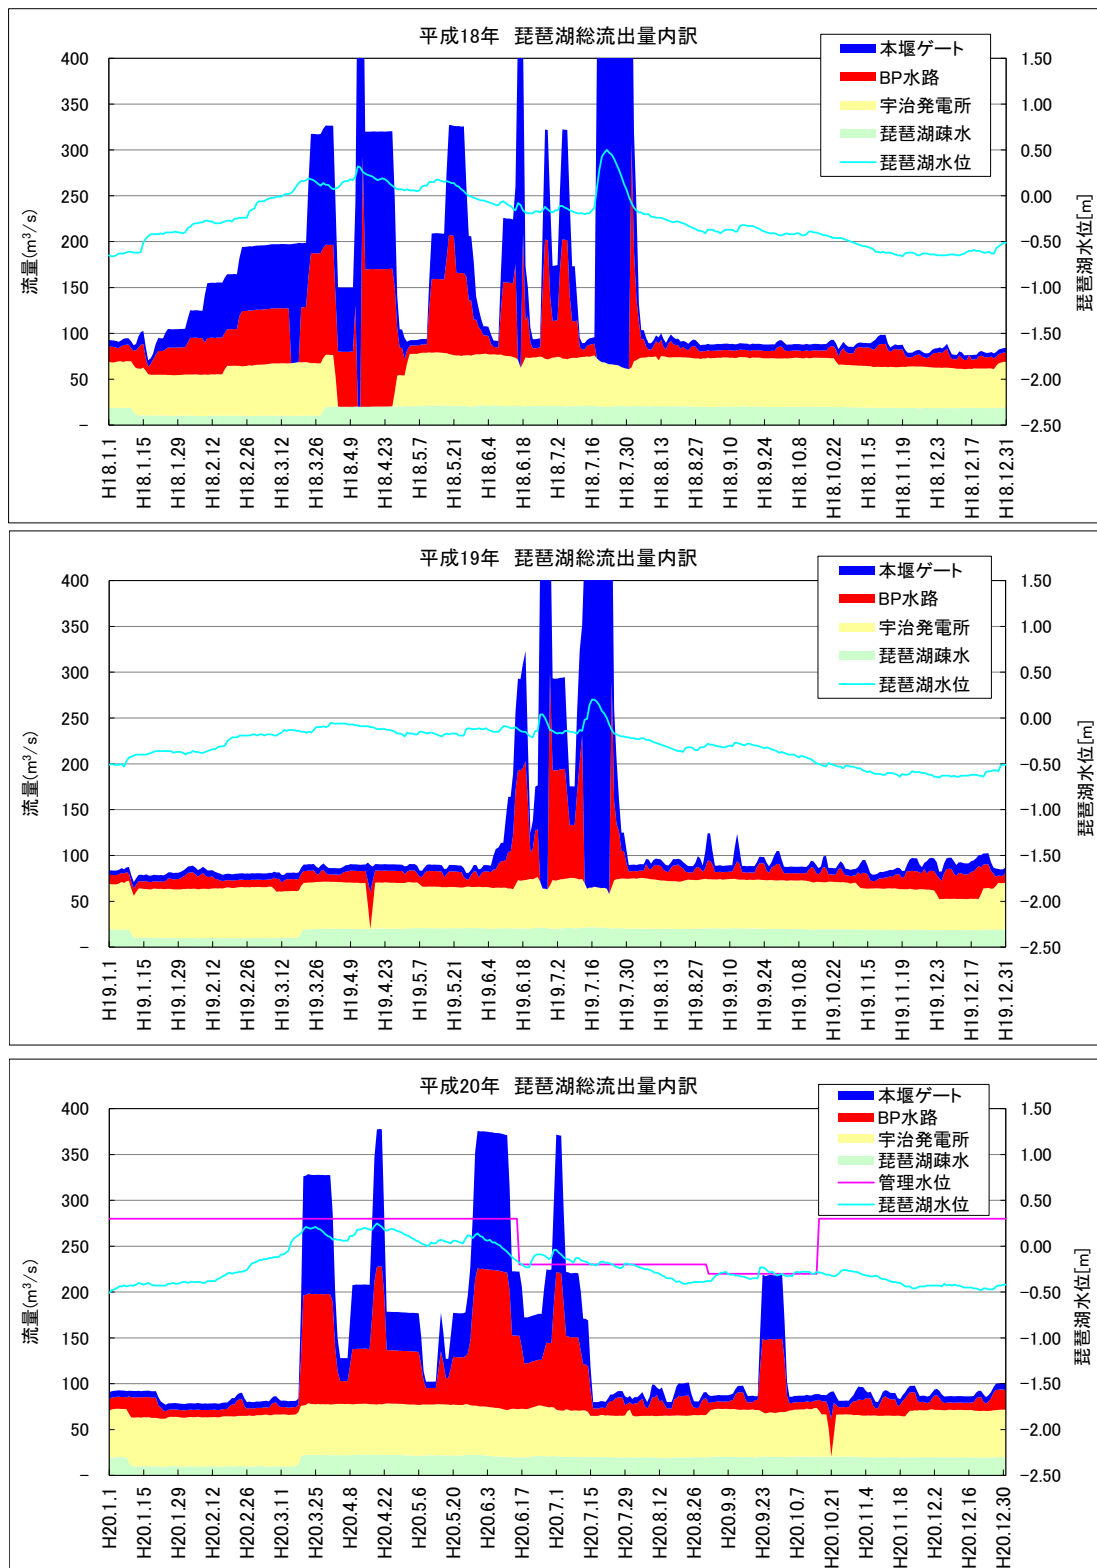 平成18年 琵琶湖総流出量内訳
本堰ゲート
BP水路
宇治発電所
琵琶湖疎水
琵琶湖水位
流量(m³/s)
400
350
300
250
200
150
100
50
-
1.50
1.00
0.50
0.00
-0.50
-1.00
-1.50
-2.00
-2.50
琵琶湖水位[m]
H18.1.1
H18.1.15
H18.1.29
H18.2.12
H18.2.26
H18.3.12
H18.3.26
H18.4.9
H18.4.23
H18.5.7
H18.5.21
H18.6.4
H18.6.18
H18.7.2
H18.7.16
H18.7.30
H18.8.13
H18.8.27
H18.9.10
H18.9.24
H18.10.8
H18.10.22
H18.11.5
H18.11.19
H18.12.3
H18.12.17
H18.12.31
平成19年 琵琶湖総流出量内訳
本堰ゲート
BP水路
宇治発電所
琵琶湖疎水
琵琶湖水位
流量(m³/s)
400
350
300
250
200
150
100
50
-
1.50
1.00
0.50
0.00
-0.50
-1.00
-1.50
-2.00
-2.50
琵琶湖水位[m]
H19.1.1
H19.1.15
H19.1.29
H19.2.12
H19.2.26
H19.3.12
H19.3.26
H19.4.9
H19.4.23
H19.5.7
H19.5.21
H19.6.4
H19.6.18
H19.7.2
H19.7.16
H19.7.30
H19.8.13
H19.8.27
H19.9.10
H19.9.24
H19.10.8
H19.10.22
H19.11.5
H19.11.19
H19.12.3
H19.12.17
H19.12.31
平成20年 琵琶湖総流出量内訳
本堰ゲート
BP水路
宇治発電所
琵琶湖疎水
管理水位
琵琶湖水位
流量(m³/s)
400
350
300
250
200
150
100
50
-
1.50
1.00
0.50
0.00
-0.50
-1.00
-1.50
-2.00
-2.50
琵琶湖水位[m]
H20.1.1
H20.1.15
H20.1.29
H20.2.12
H20.2.26
H20.3.11
H20.3.25
H20.4.8
H20.4.22
H20.5.6
H20.5.20
H20.6.3
H20.6.17
H20.7.1
H20.7.15
H20.7.29
H20.8.12
H20.8.26
H20.9.9
H20.9.23
H20.10.7
H20.10.21
H20.11.4
H20.11.18
H20.12.2
H20.12.16
H20.12.30